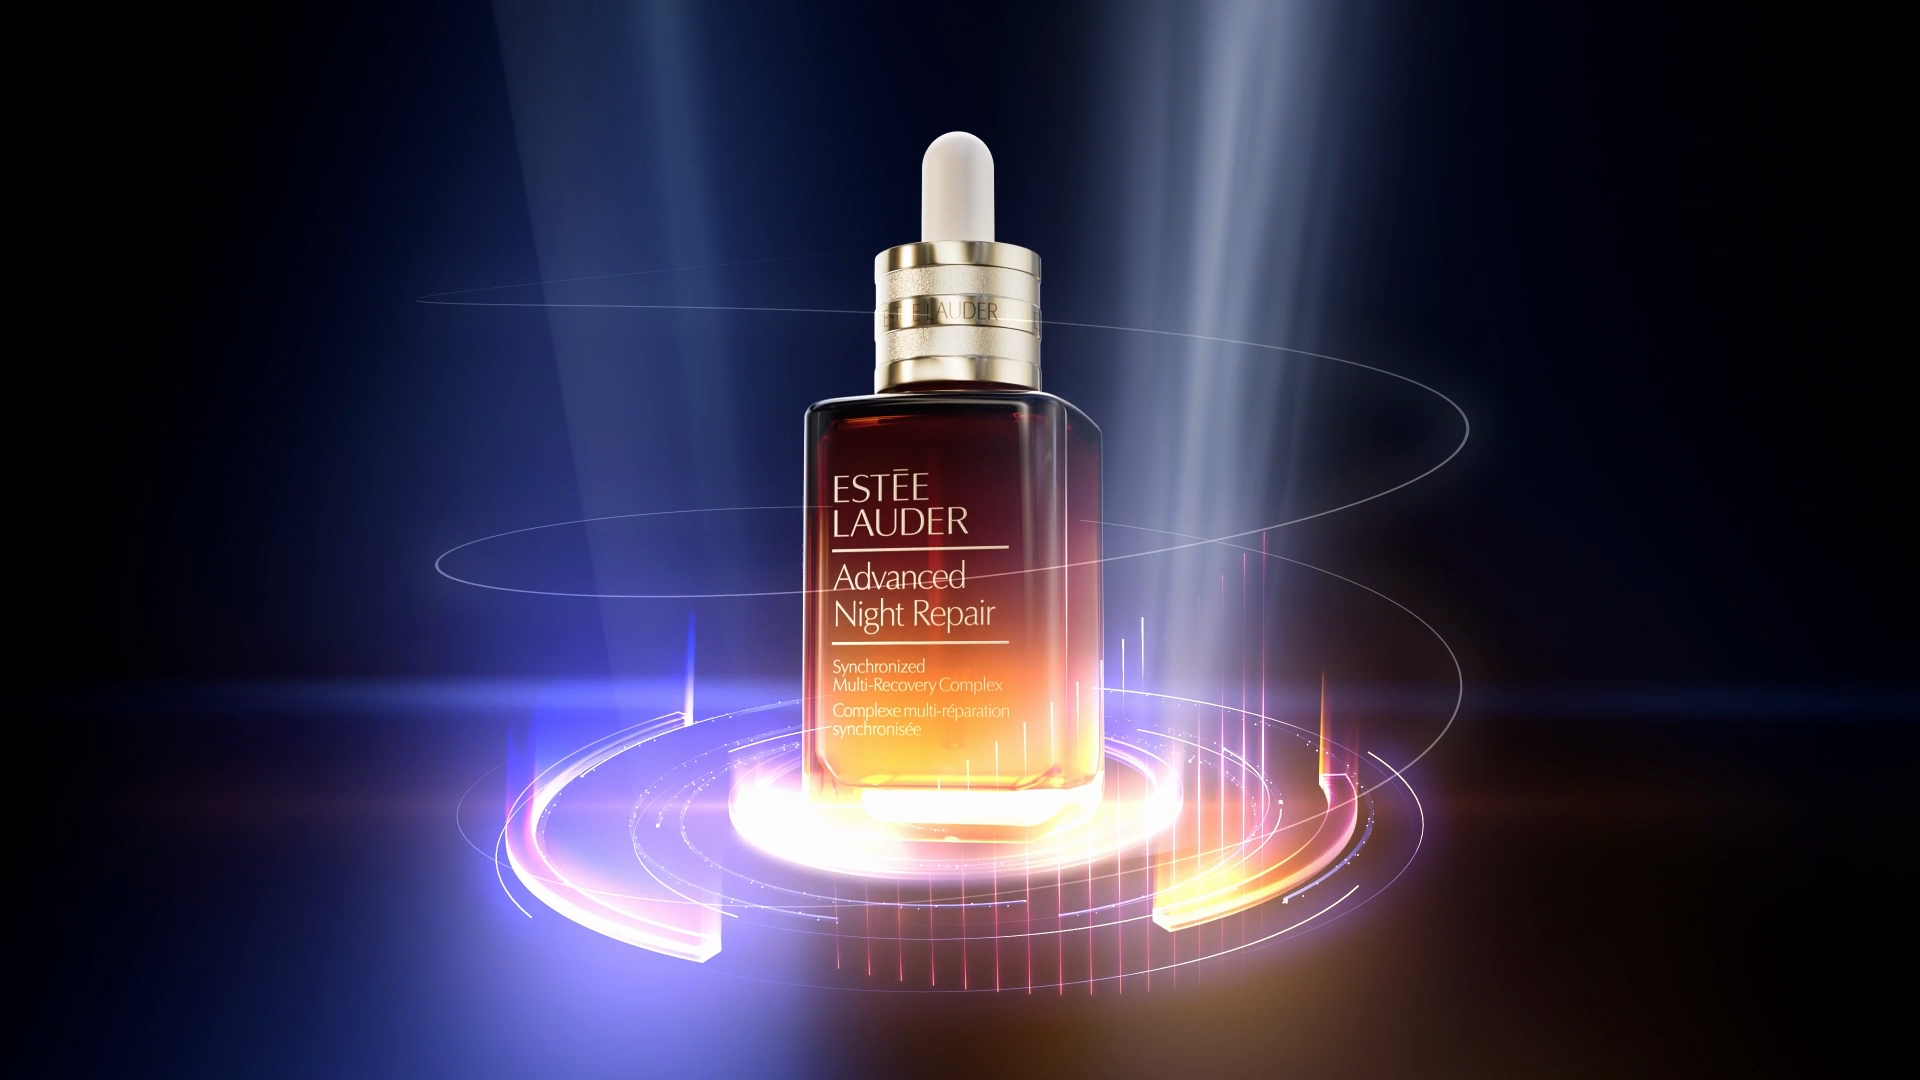 E LAUDER
ESTĒE
LAUDER
Advanced
Night Repair
Synchronized
Multi-Recovery Complex
Complexe multi-réparation
synchronisée